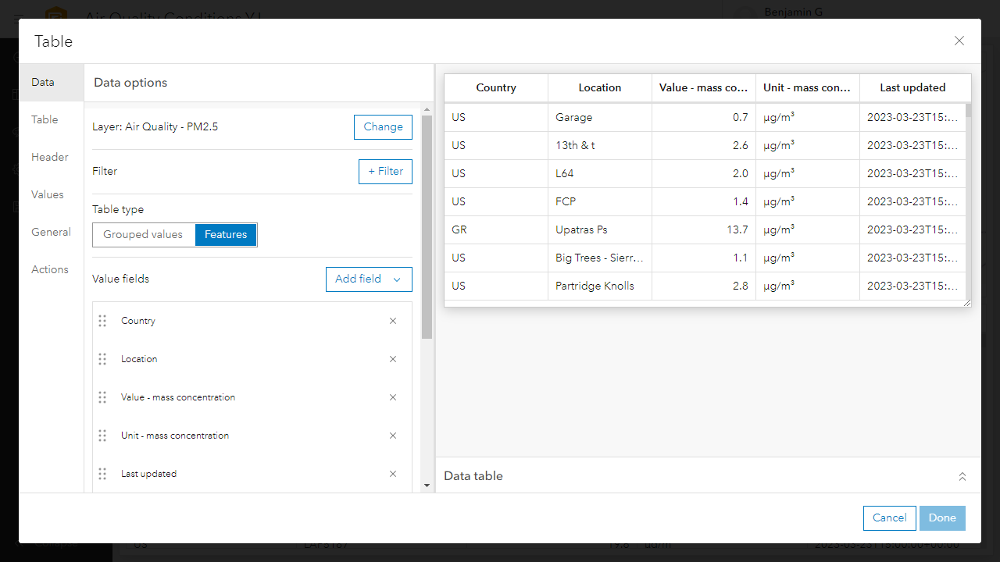 Air Quality Conditions YJ
Benjamin G
Table
Data
Table
Header
Values
General
Actions
Data options
Layer: Air Quality - PM2.5
Change
Filter
+ Filter
Table type
Grouped values
Features
Value fields
Add field
Country
Location
Value - mass concentration
Unit - mass concentration
Last updated
Country Location Value - mass co... Unit - mass con... Last updated
US Garage 0.7 µg/m³ 2023-03-23T15:...
US 13th & t 2.6 µg/m³ 2023-03-23T15:...
US L64 2.0 µg/m³ 2023-03-23T15:...
US FCP 1.4 µg/m³ 2023-03-23T15:...
GR Upatras Ps 13.7 µg/m³ 2023-03-23T15:...
US Big Trees - Sierr... 1.1 µg/m³ 2023-03-23T15:...
US Partridge Knolls 2.8 µg/m³ 2023-03-23T15:...
Data table
Cancel
Done